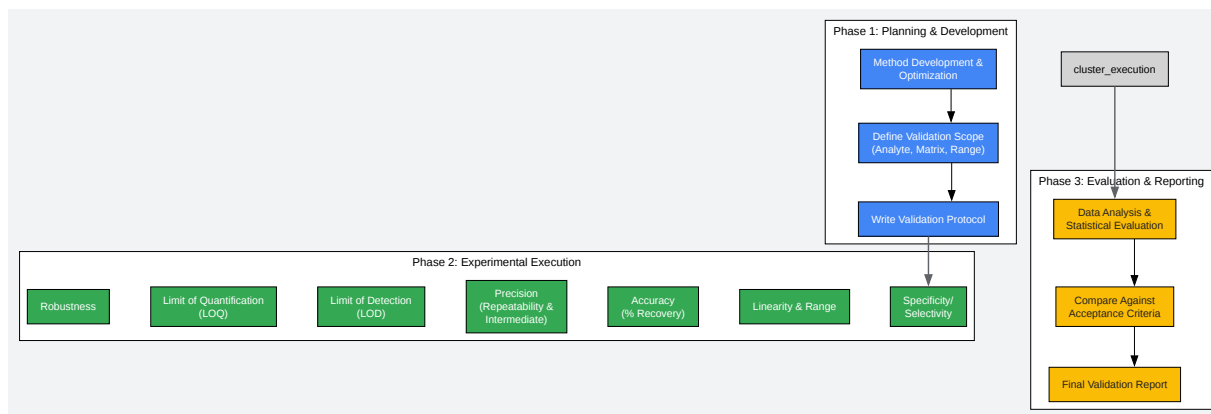 Phase 1: Planning & Development
Method Development &
Optimization
Define Validation Scope
(Analyte, Matrix, Range)
Write Validation Protocol
cluster_execution
Phase 2: Experimental Execution
Robustness
Limit of Quantification
(LOQ)
Limit of Detection
(LOD)
Precision
(Repeatability &
Intermediate)
Accuracy
(% Recovery)
Linearity & Range
Specificity/
Selectivity
Phase 3: Evaluation & Reporting
Data Analysis &
Statistical Evaluation
Compare Against
Acceptance Criteria
Final Validation Report